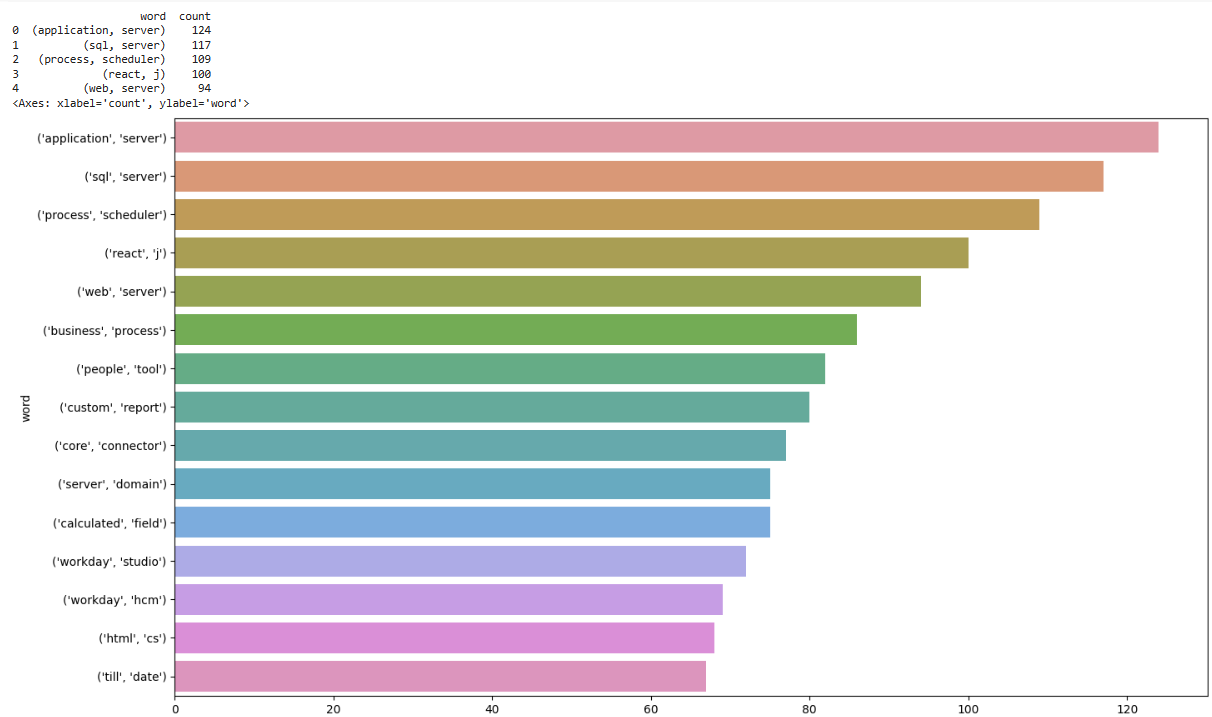 word count
0 (application, server) 124
1 (sql, server) 117
2 (process, scheduler) 109
3 (react, j) 100
4 (web, server) 94
<Axes: xlabel='count', ylabel='word'>
('application', 'server')
('sql', 'server')
('process', 'scheduler')
('react', 'j')
('web', 'server')
('business', 'process')
('people', 'tool')
('custom', 'report')
word
('core', 'connector')
('server', 'domain')
('calculated', 'field')
('workday', 'studio')
('workday', 'hcm')
('html', 'cs')
('till', 'date')
0 20 40 60 80 100 120